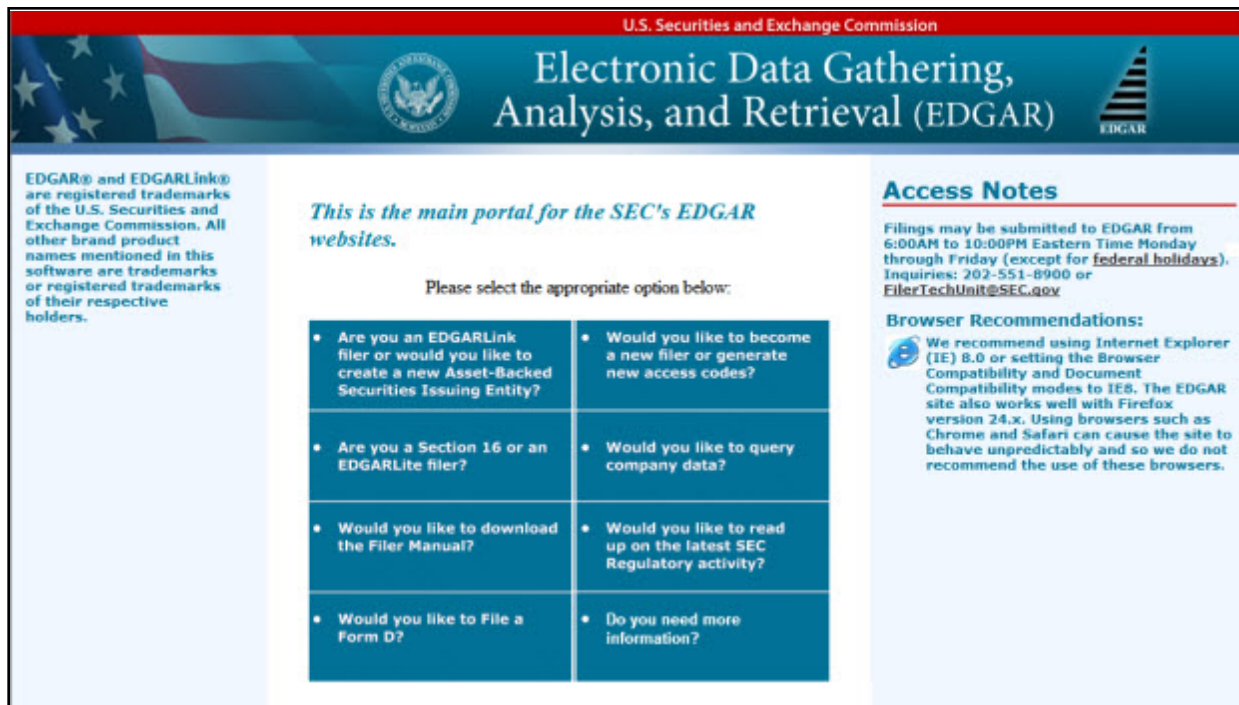 U.S. Securities and Exchange Commission
Electronic Data Gathering,
Analysis, and Retrieval (EDGAR)
EDGAR
EDGAR® and EDGARLink®
are registered trademarks
of the U.S. Securities and
Exchange Commission. All
other brand product
names mentioned in this
software are trademarks
or registered trademarks
of their respective
holders.
This is the main portal for the SEC's EDGAR
websites.
Please select the appropriate option below:
• Are you an EDGARLink
filer or would you like to
create a new Asset-Backed
Securities Issuing Entity?
• Would you like to become
a new filer or generate
new access codes?
• Are you a Section 16 or an
EDGARLite filer?
• Would you like to query
company data?
• Would you like to download
the Filer Manual?
• Would you like to read
up on the latest SEC
Regulatory activity?
• Would you like to File a
Form D?
• Do you need more
information?
Access Notes
Filings may be submitted to EDGAR from
6:00AM to 10:00PM Eastern Time Monday
through Friday (except for federal holidays).
Inquiries: 202-551-8900 or
FilerTechUnit@SEC.gov
Browser Recommendations:
We recommend using Internet Explorer
(IE) 8.0 or setting the Browser
Compatibility and Document
Compatibility modes to IE8. The EDGAR
site also works well with Firefox
version 24.x. Using browsers such as
Chrome and Safari can cause the site to
behave unpredictably and so we do not
recommend the use of these browsers.